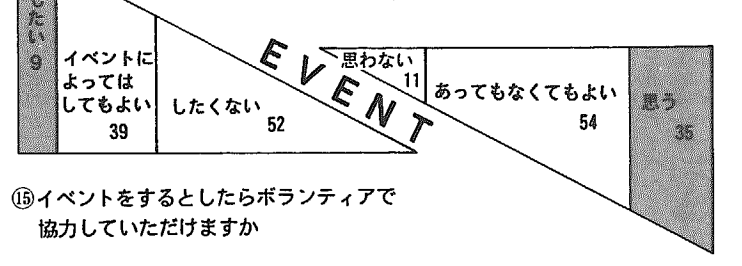 でたい
9
イベントに
よっては
してもよい
39
したくない
52
EVENT
思わない
11
あってもなくてもよい
54
思う
35
⑮イベントをするとしたらボランティアで
協力していただけますか